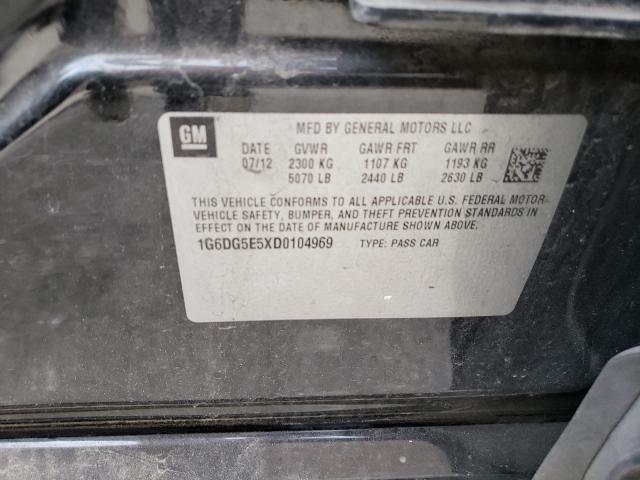 GM
MFD BY GENERAL MOTORS LLC
DATE GVWR GAWR FRT GAWR RR
07/12 2300 KG 1107 KG 1193 KG
5070 LB 2440 LB 2630 LB
THIS VEHICLE CONFORMS TO ALL APPLICABLE U.S. FEDERAL MOTOR
VEHICLE SAFETY, BUMPER, AND THEFT PREVENTION STANDARDS IN
EFFECT ON THE DATE OF MANUFACTURE SHOWN ABOVE.
1G6DG5E5XD0104969 TYPE: PASS CAR